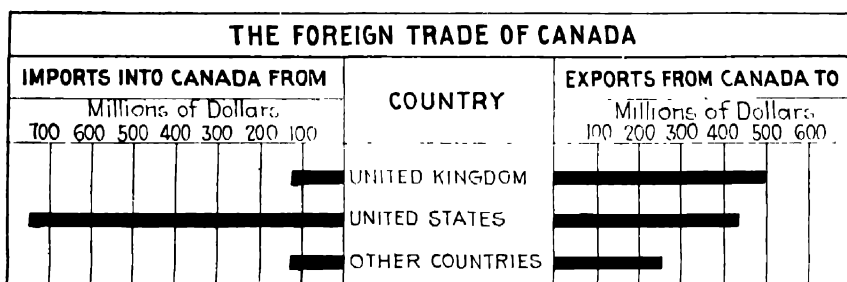 THE FOREIGN TRADE OF CANADA
IMPORTS INTO CANADA FROM
COUNTRY
EXPORTS FROM CANADA TO
Millions of Dollars
Millions of Dollars
700 600 500 400 300 200 100
100 200 300 400 500 600
UNITED KINGDOM
UNITED STATES
OTHER COUNTRIES